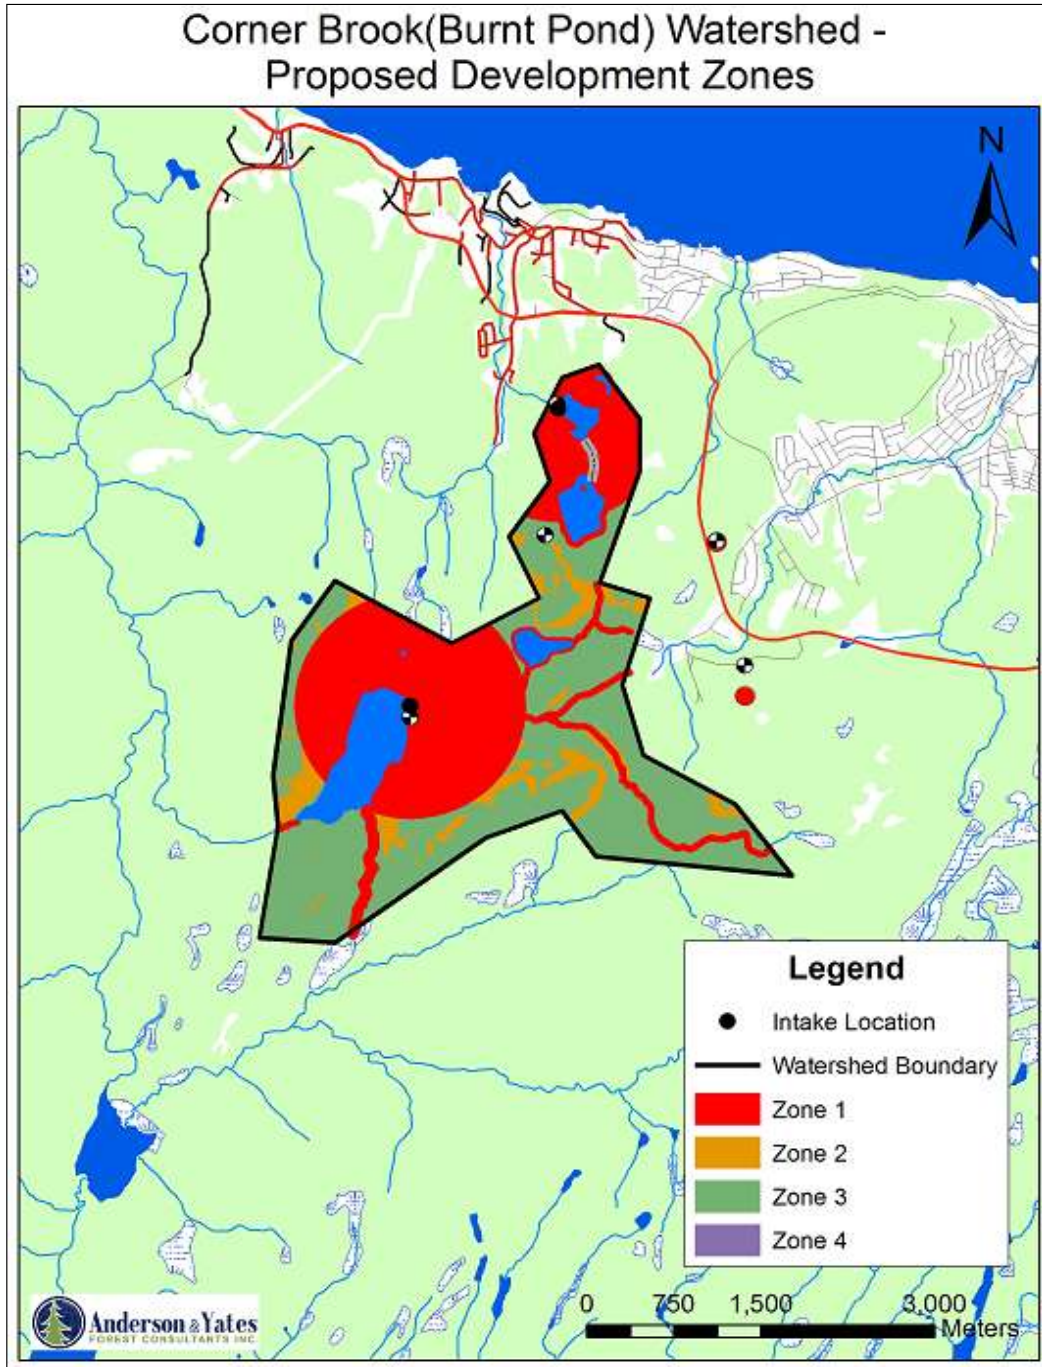 Corner Brook(Burnt Pond) Watershed -
Proposed Development Zones
N
Legend
Intake Location
Watershed Boundary
Zone 1
Zone 2
Zone 3
Zone 4
0 750 1,500 3,000
Meters
Anderson & Yates
FOREST CONSULTANTS INC.